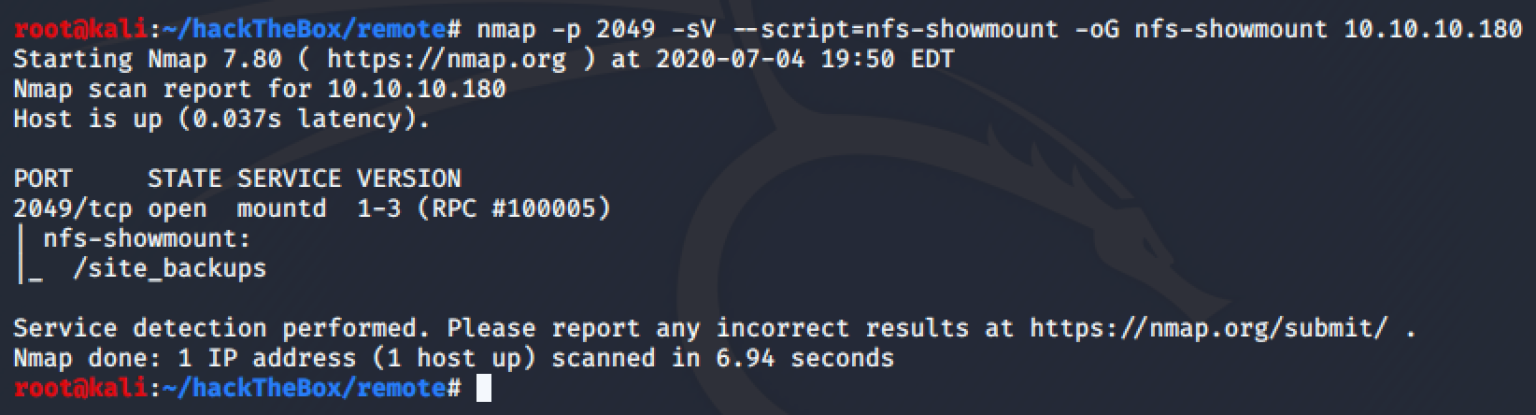 root@kali:~/hackTheBox/remote# nmap -p 2049 -sV --script=nfs-showmount -oG nfs-showmount 10.10.10.180
Starting Nmap 7.80 ( https://nmap.org ) at 2020-07-04 19:50 EDT
Nmap scan report for 10.10.10.180
Host is up (0.037s latency).
PORT     STATE SERVICE VERSION
2049/tcp open  mountd  1-3 (RPC #100005)
| nfs-showmount:
|_  /site_backups
Service detection performed. Please report any incorrect results at https://nmap.org/submit/ .
Nmap done: 1 IP address (1 host up) scanned in 6.94 seconds
root@kali:~/hackTheBox/remote#